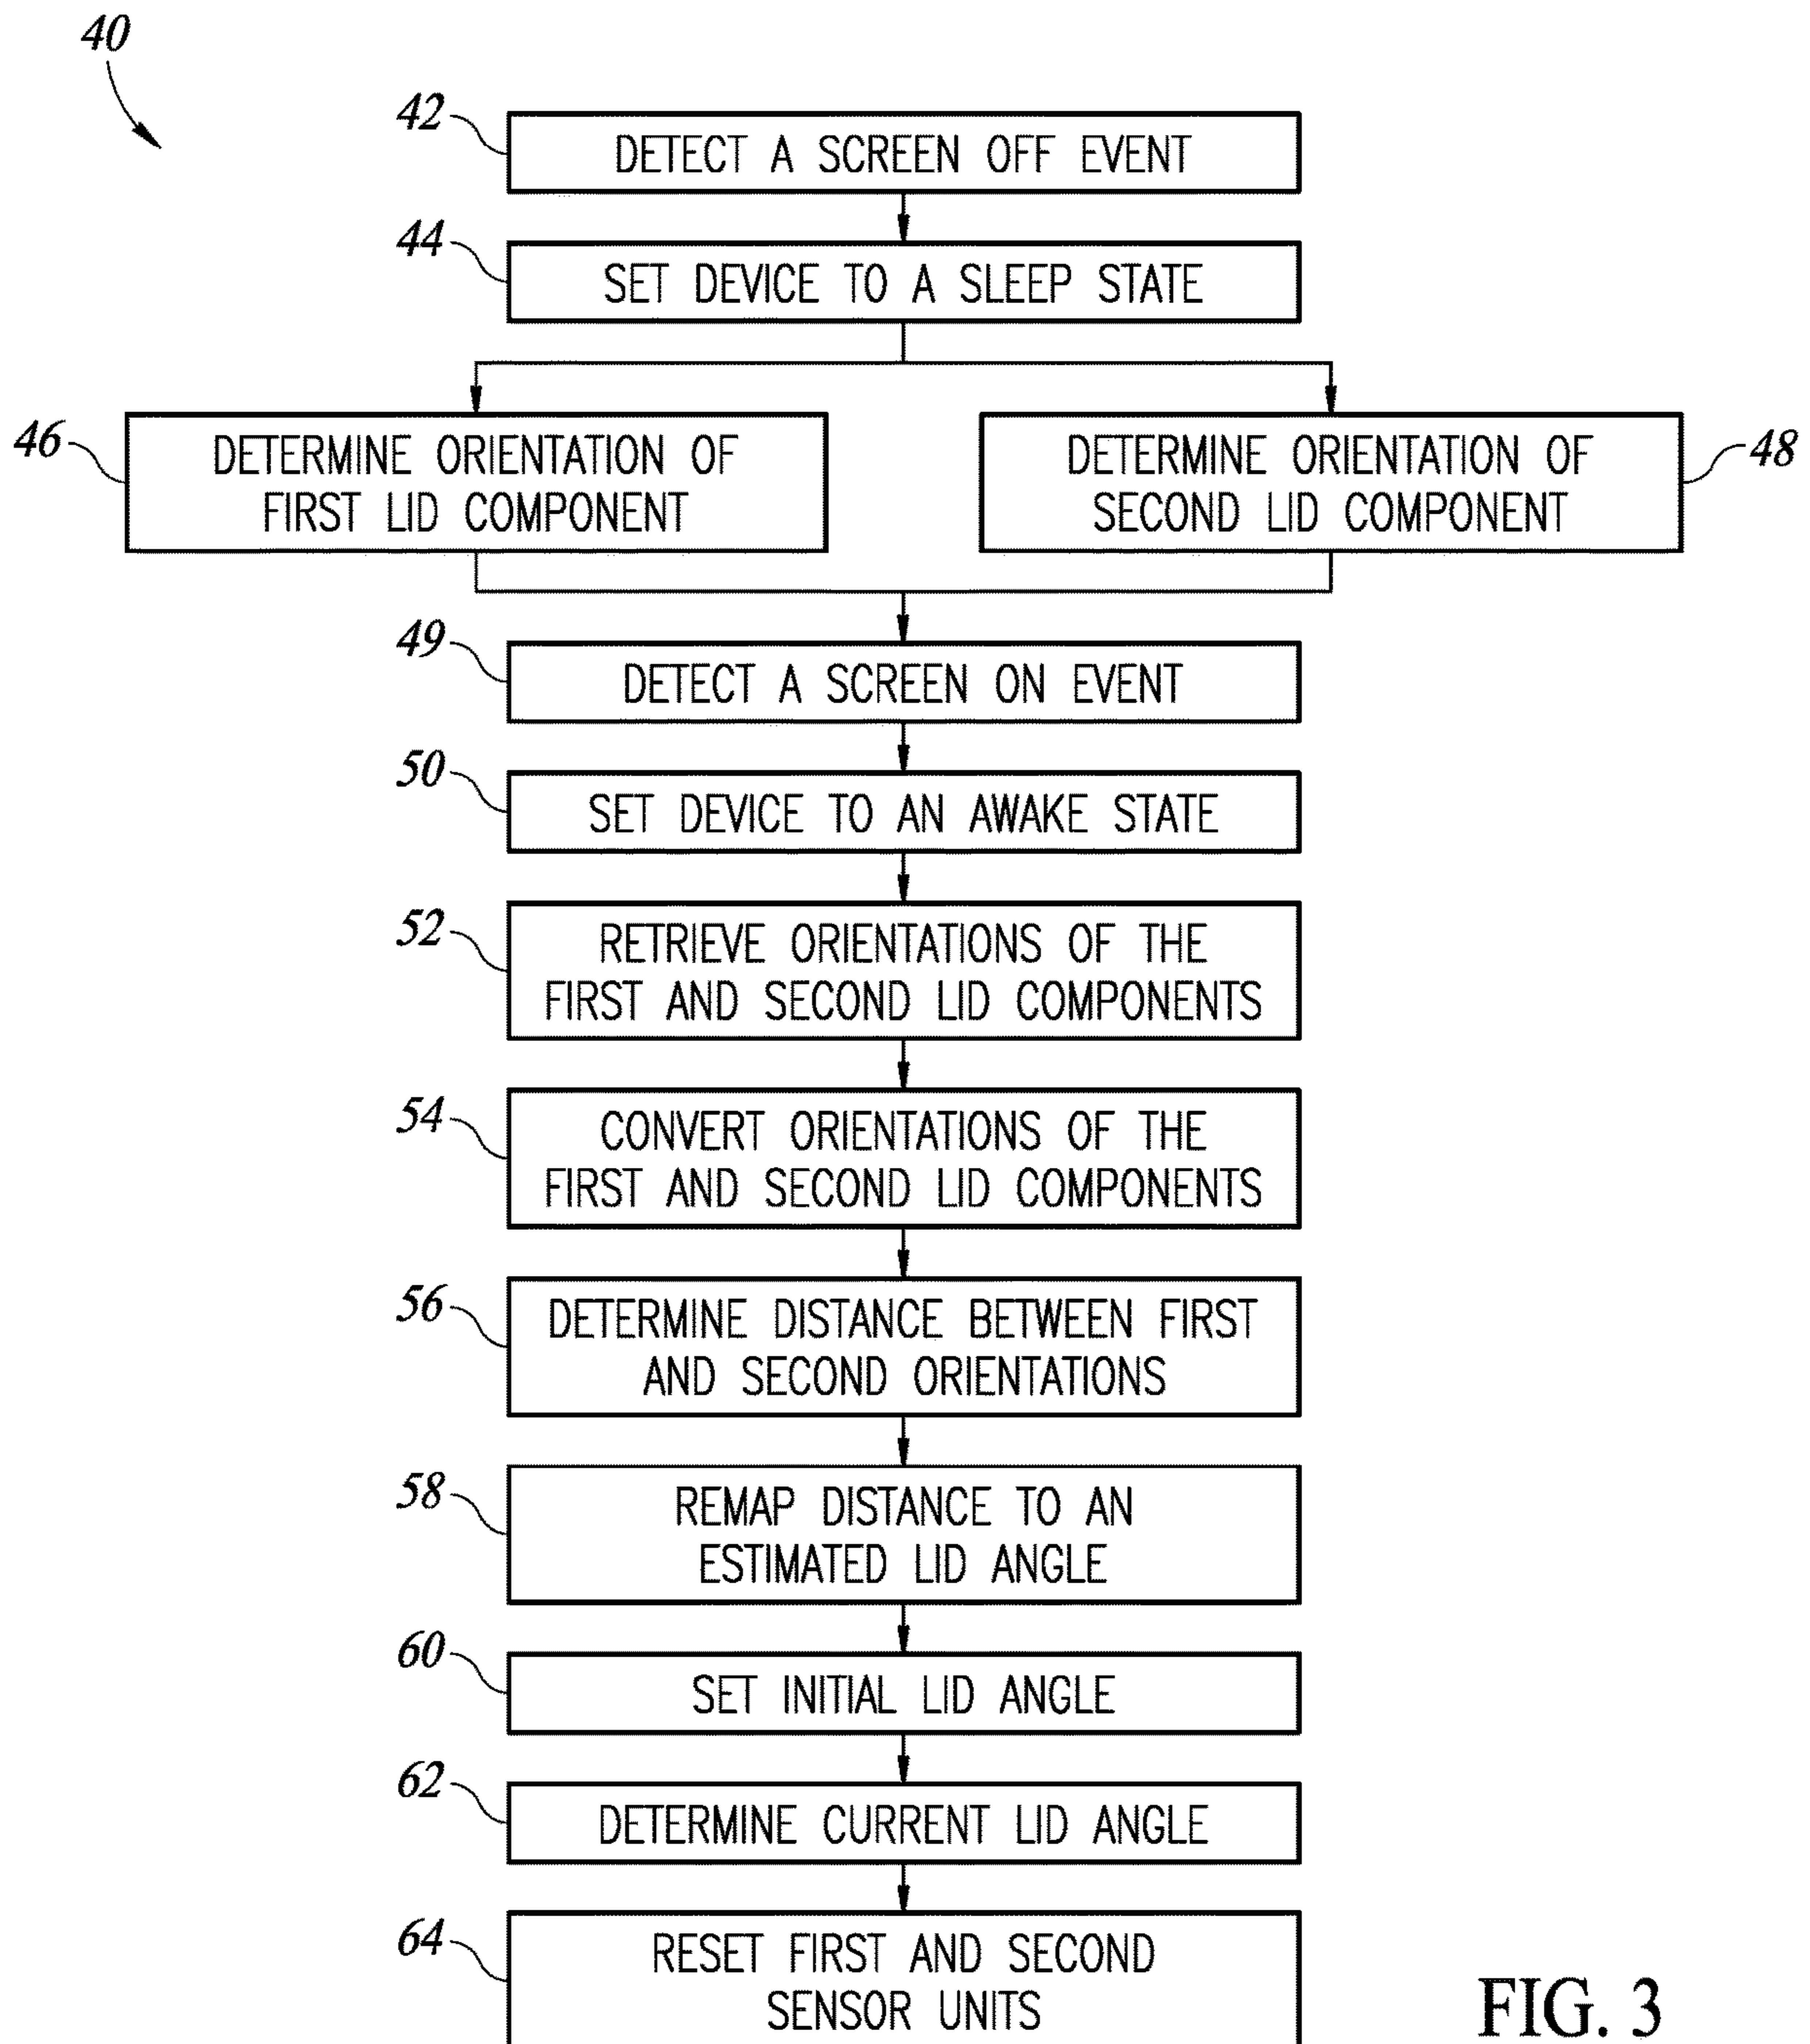 40
42
DETECT A SCREEN OFF EVENT
44
SET DEVICE TO A SLEEP STATE
46
DETERMINE ORIENTATION OF
FIRST LID COMPONENT
DETERMINE ORIENTATION OF
SECOND LID COMPONENT
48
49
DETECT A SCREEN ON EVENT
50
SET DEVICE TO AN AWAKE STATE
52
RETRIEVE ORIENTATIONS OF THE
FIRST AND SECOND LID COMPONENTS
54
CONVERT ORIENTATIONS OF THE
FIRST AND SECOND LID COMPONENTS
56
DETERMINE DISTANCE BETWEEN FIRST
AND SECOND ORIENTATIONS
58
REMAP DISTANCE TO AN
ESTIMATED LID ANGLE
60
SET INITIAL LID ANGLE
62
DETERMINE CURRENT LID ANGLE
64
RESET FIRST AND SECOND
SENSOR UNITS
FIG. 3